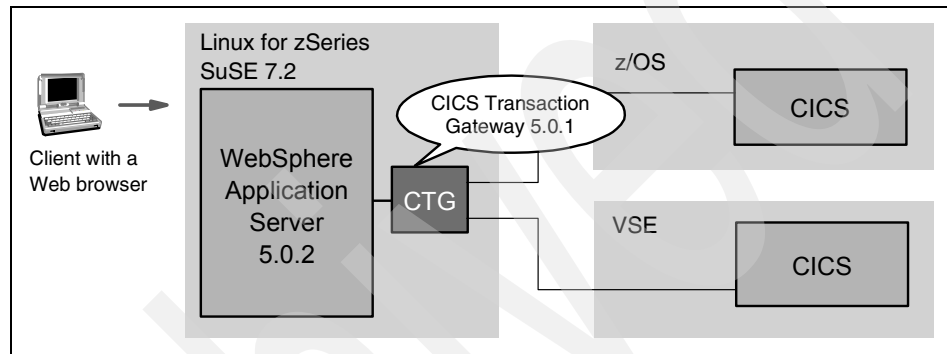 Linux for zSeries
SuSE 7.2
Client with a
Web browser
WebSphere
Application
Server
5.0.2
CTG
CICS Transaction
Gateway 5.0.1
z/OS
CICS
VSE
CICS